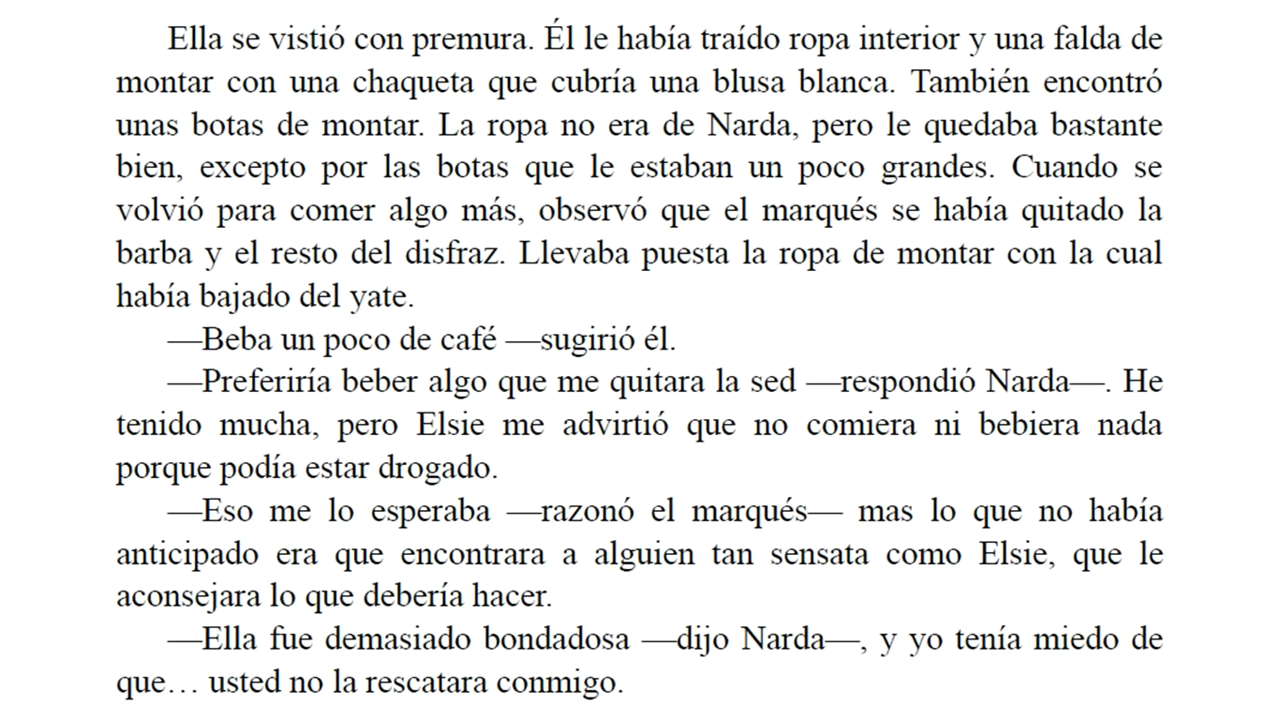 Ella se vistió con premura. Él le había traído ropa interior y una falda de
montar con una chaqueta que cubría una blusa blanca. También encontró
unas botas de montar. La ropa no era de Narda, pero le quedaba bastante
bien, excepto por las botas que le estaban un poco grandes. Cuando se
volvió para comer algo más, observó que el marqués se había quitado la
barba y el resto del disfraz. Llevaba puesta la ropa de montar con la cual
había bajado del yate.
—Beba un poco de café —sugirió él.
—Preferiría beber algo que me quitara la sed —respondió Narda—. He
tenido mucha, pero Elsie me advirtió que no comiera ni bebiera nada
porque podía estar drogado.
—Eso me lo esperaba —razonó el marqués— mas lo que no había
anticipado era que encontrara a alguien tan sensata como Elsie, que le
aconsejara lo que debería hacer.
—Ella fue demasiado bondadosa —dijo Narda—, y yo tenía miedo de
que… usted no la rescatara conmigo.